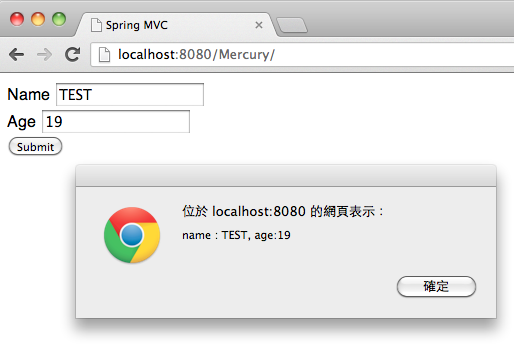 Spring MVC
localhost:8080/Mercury/
Name TEST
Age 19
Submit
位於 localhost:8080 的網頁表示：
name : TEST, age:19
確定